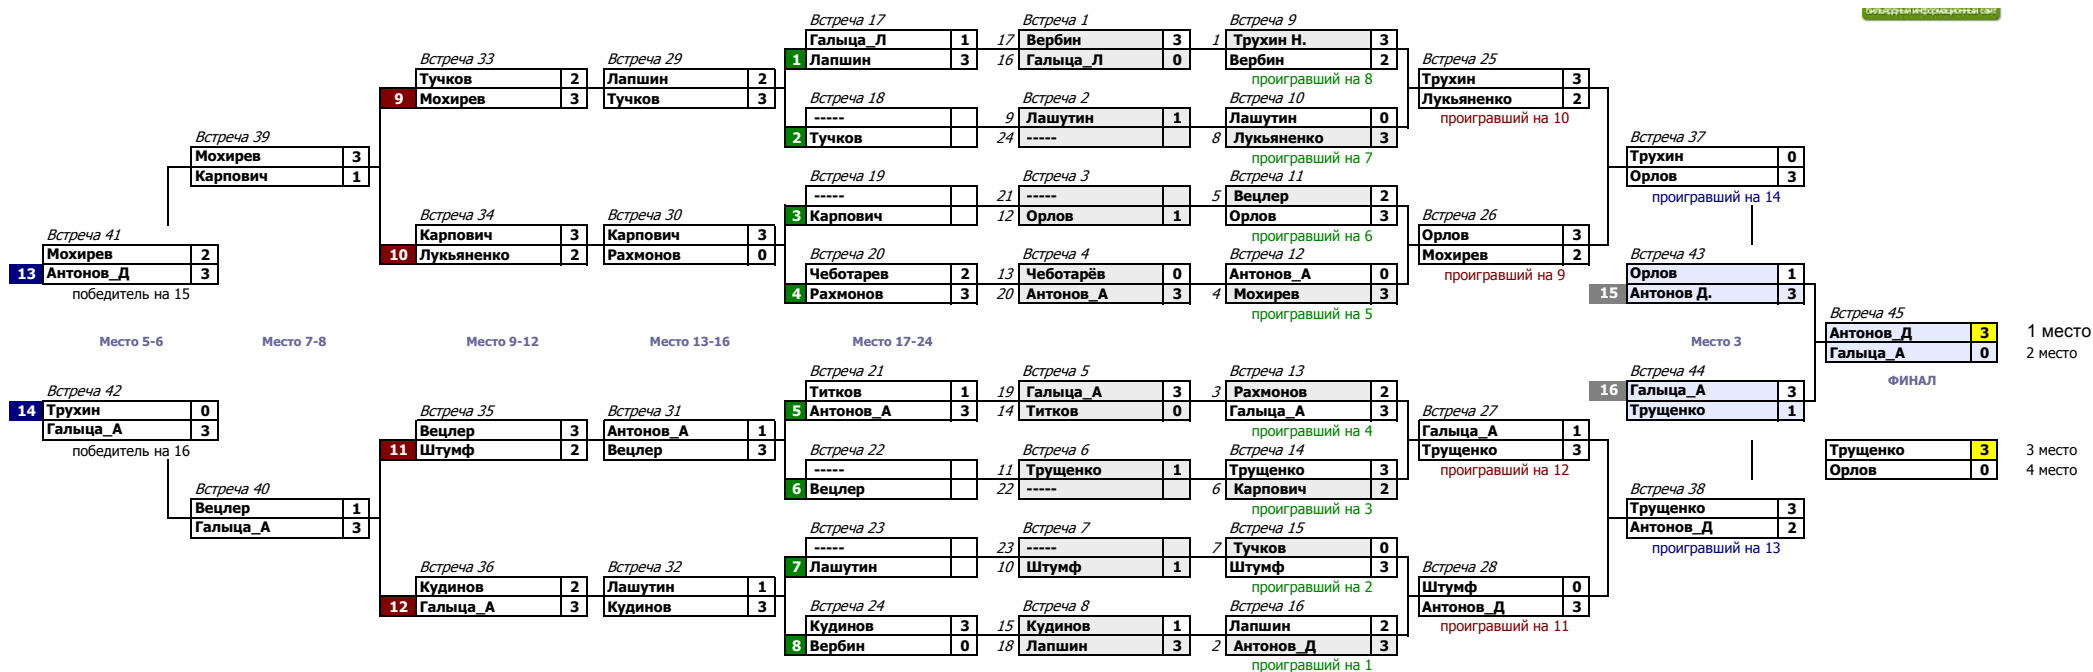 бильярдный информационный сайт
Встреча 17 Встреча 1 Встреча 9
Галыца_Л 1 17 Вербин 3 1 Трухин Н. 3
Встреча 33 Встреча 29 1 Лапшин 3 16 Галыца_Л 0 Вербин 2 Встреча 25
Тучков 2 Лапшин 2 проигравший на 8 Трухин 3
9 Мохирев 3 Тучков 3 Встреча 18 Встреча 2 Встреча 10 Лукьяненко 2
----- 9 Лашутин 1 Лашутин 0 проигравший на 10
Встреча 39 2 Тучков 24 ----- 8 Лукьяненко 3 Встреча 37
Мохирев 3 проигравший на 7 Трухин 0
Карпович 1 Встреча 19 Встреча 3 Встреча 11 Орлов 3
----- 21 ----- 5 Вецлер 2 проигравший на 14
Встреча 34 Встреча 30 3 Карпович 12 Орлов 1 Орлов 3 Встреча 26
Встреча 41 Карпович 3 Карпович 3 проигравший на 6 Орлов 3
Мохирев 2 10 Лукьяненко 2 Рахмонов 0 Встреча 20 Встреча 4 Встреча 12 Мохирев 2 Встреча 43
13 Антонов_Д 3 Чеботарев 2 13 Чеботарёв 0 Антонов_А 0 проигравший на 9 Орлов 1
победитель на 15 4 Рахмонов 3 20 Антонов_А 3 4 Мохирев 3 15 Антонов Д. 3
проигравший на 5 Встреча 45
Место 5-6 Место 7-8 Место 9-12 Место 13-16 Место 17-24 Место 3 Антонов_Д 3 1 место
Галыца_А 0 2 место
Встреча 21 Встреча 5 Встреча 13 Встреча 44 ФИНАЛ
Встреча 42 Титков 1 19 Галыца_А 3 3 Рахмонов 2 16 Галыца_А 3
14 Трухин 0 Встреча 35 Встреча 31 5 Антонов_А 3 14 Титков 0 Галыца_А 3 Встреча 27 Трущенко 1
Галыца_А 3 Вецлер 3 Антонов_А 1 проигравший на 4 Галыца_А 1
победитель на 16 11 Штумф 2 Вецлер 3 Встреча 22 Встреча 6 Встреча 14 Трущенко 3 Трущенко 3 3 место
----- 11 Трущенко 1 Трущенко 3 проигравший на 12 Орлов 0 4 место
Встреча 40 6 Вецлер 22 ----- 6 Карпович 2 Встреча 38
Вецлер 1 проигравший на 3 Трущенко 3
Галыца_А 3 Встреча 23 Встреча 7 Встреча 15 Антонов_Д 2
----- 23 ----- 7 Тучков 0 проигравший на 13
Встреча 36 Встреча 32 7 Лашутин 10 Штумф 1 Штумф 3 Встреча 28
Кудинов 2 Лашутин 1 проигравший на 2 Штумф 0
12 Галыца_А 3 Кудинов 3 Встреча 24 Встреча 8 Встреча 16 Антонов_Д 3
Кудинов 3 15 Кудинов 1 Лапшин 2 проигравший на 11
8 Вербин 0 18 Лапшин 3 2 Антонов_Д 3
проигравший на 1